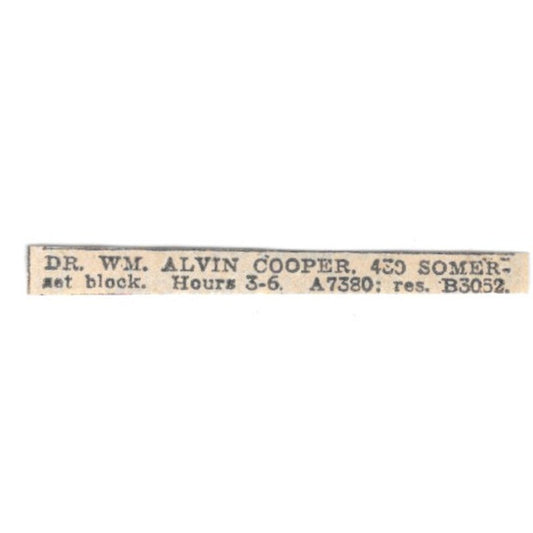 DR. WM. ALVIN COOPER, 430 SOMER-
set block. Hours 3-6. A7380; res. B3052.